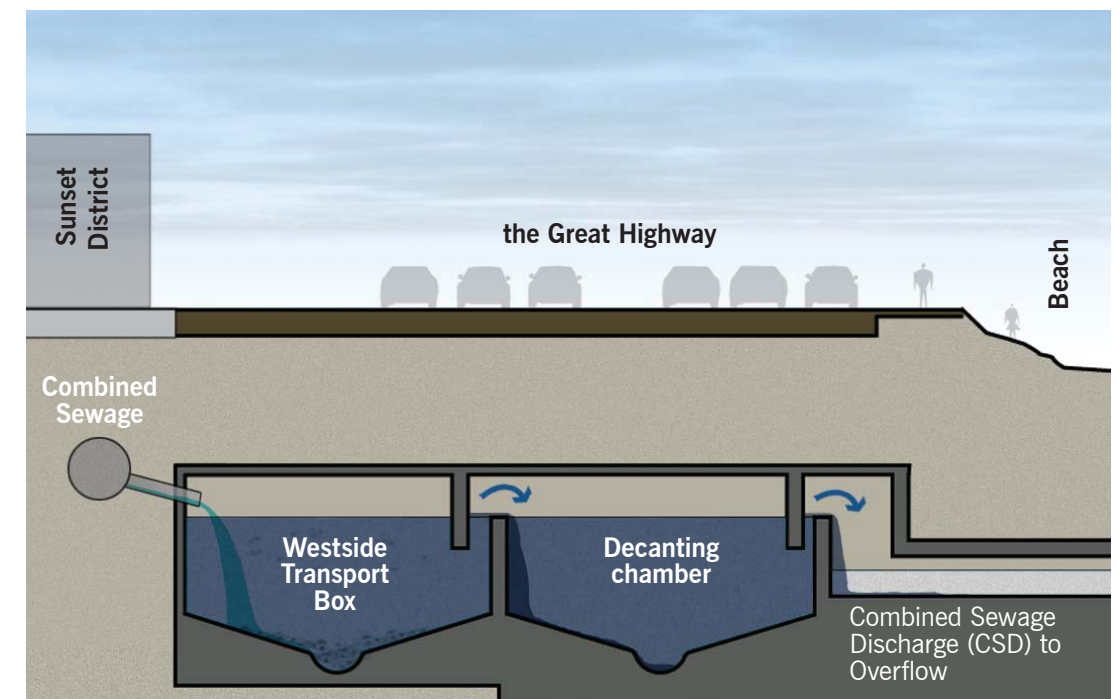 Sunset
District
the Great Highway
Beach
Combined
Sewage
Westside
Transport
Box
Decanting
chamber
Combined Sewage
Discharge (CSD) to
Overflow